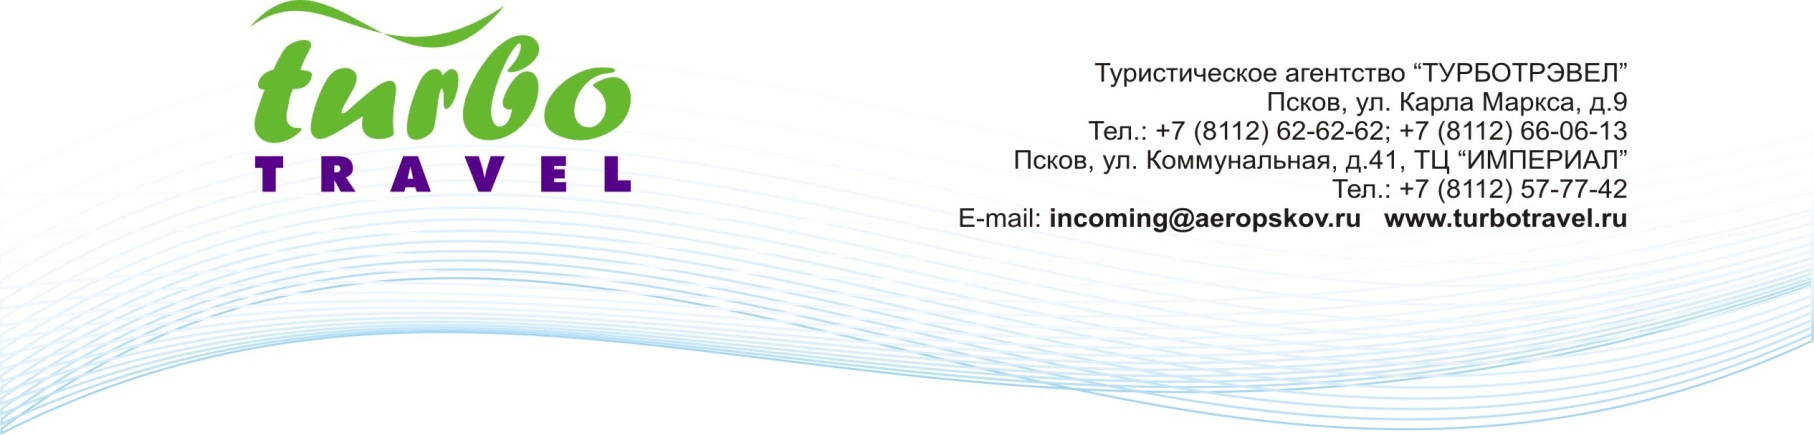 turbo
TRAVEL
Туристическое агентство “ТУРБОТРЭВЕЛ”
Псков, ул. Карла Маркса, д.9
Тел.: +7 (8112) 62-62-62; +7 (8112) 66-06-13
Псков, ул. Коммунальная, д.41, ТЦ “ИМПЕРИАЛ”
Тел.: +7 (8112) 57-77-42
E-mail: incoming@aeropskov.ru www.turbotravel.ru